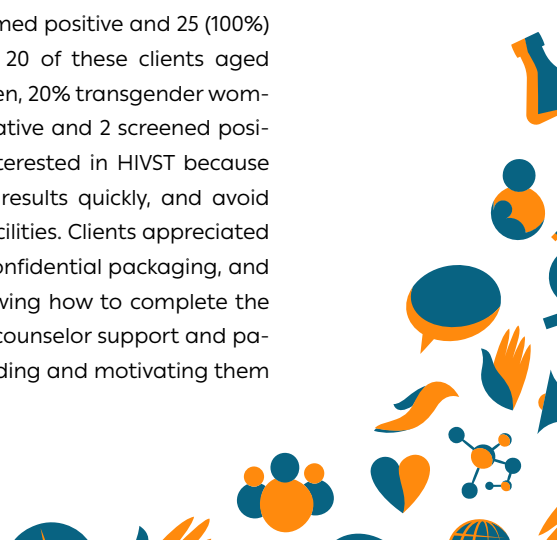 med positive and 25 (100%)
20 of these clients aged
en, 20% transgender wom-
ative and 2 screened posi-
terested in HIVST because
results quickly, and avoid
cilities. Clients appreciated
onfidential packaging, and
wing how to complete the
counselor support and pa-
ding and motivating them